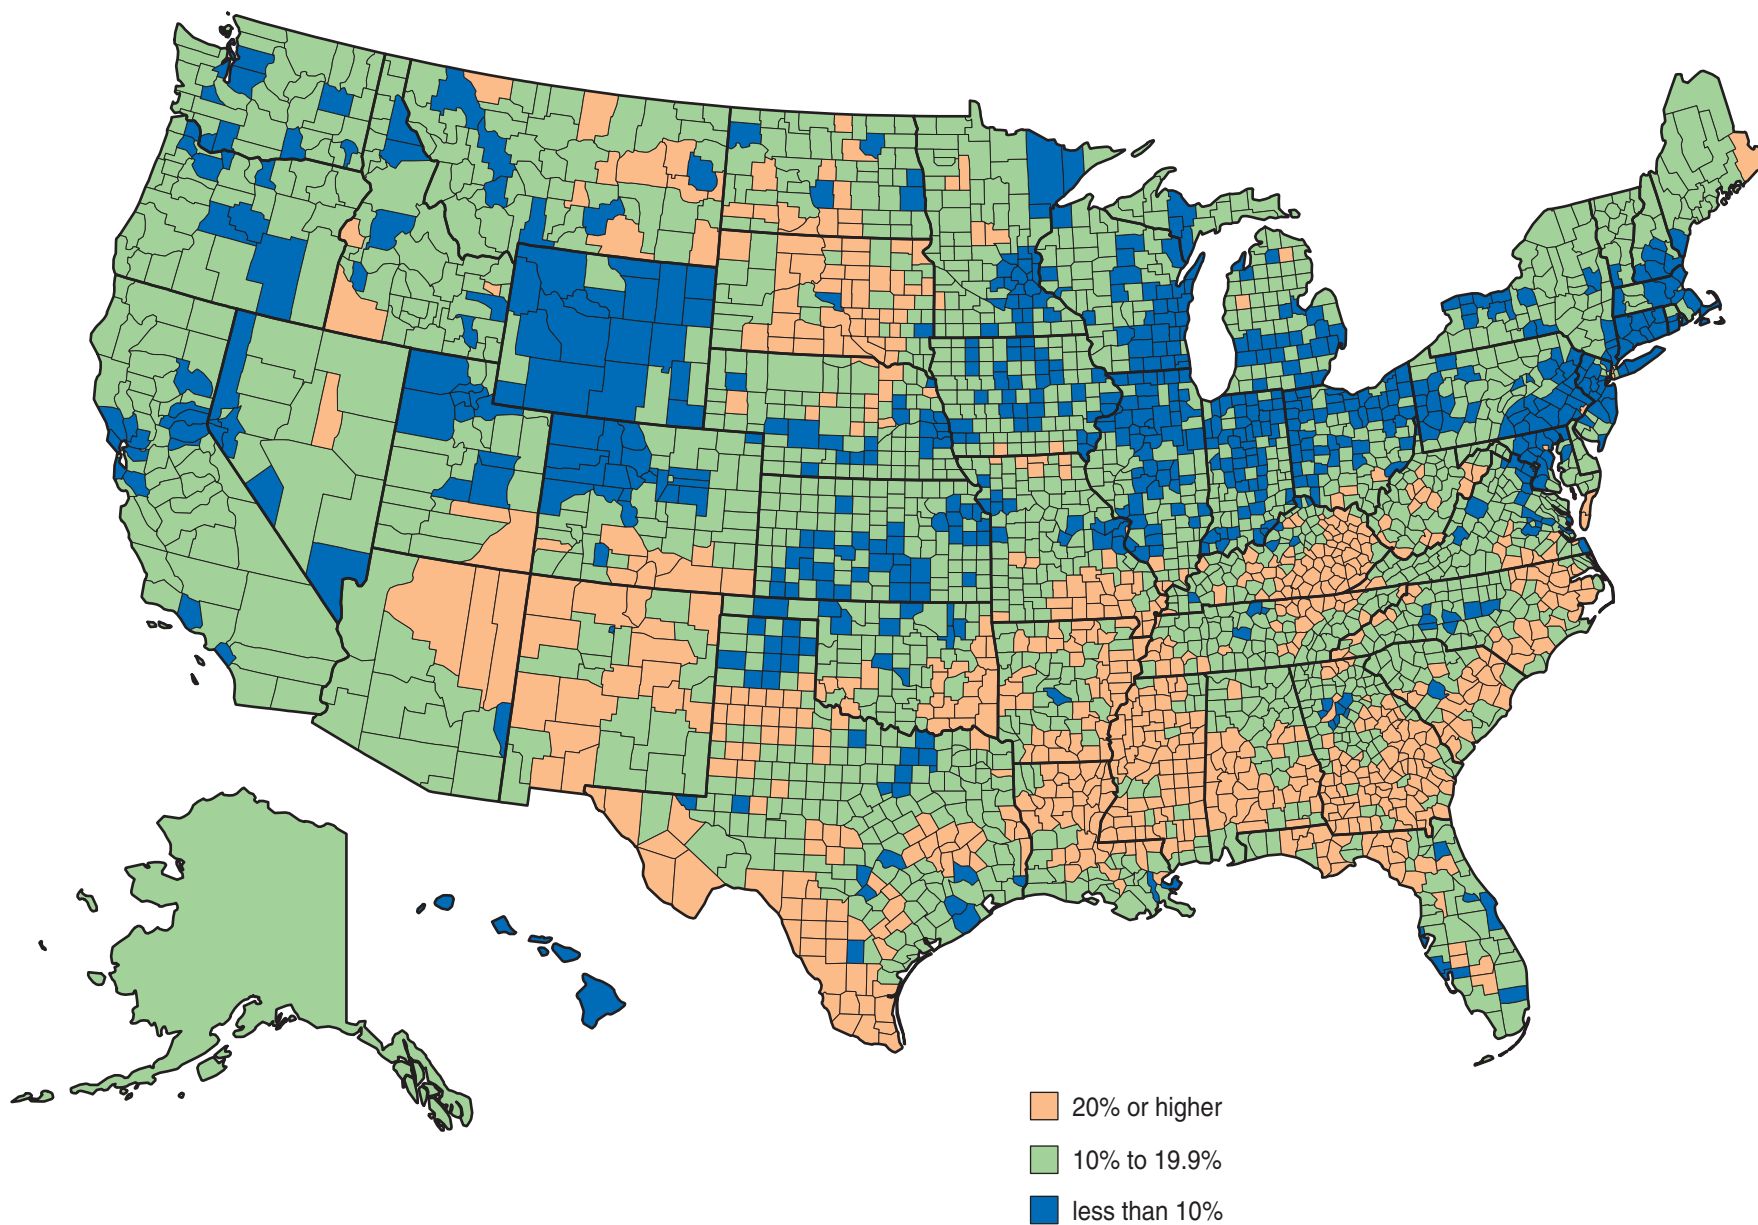 20% or higher
10% to 19.9%
less than 10%